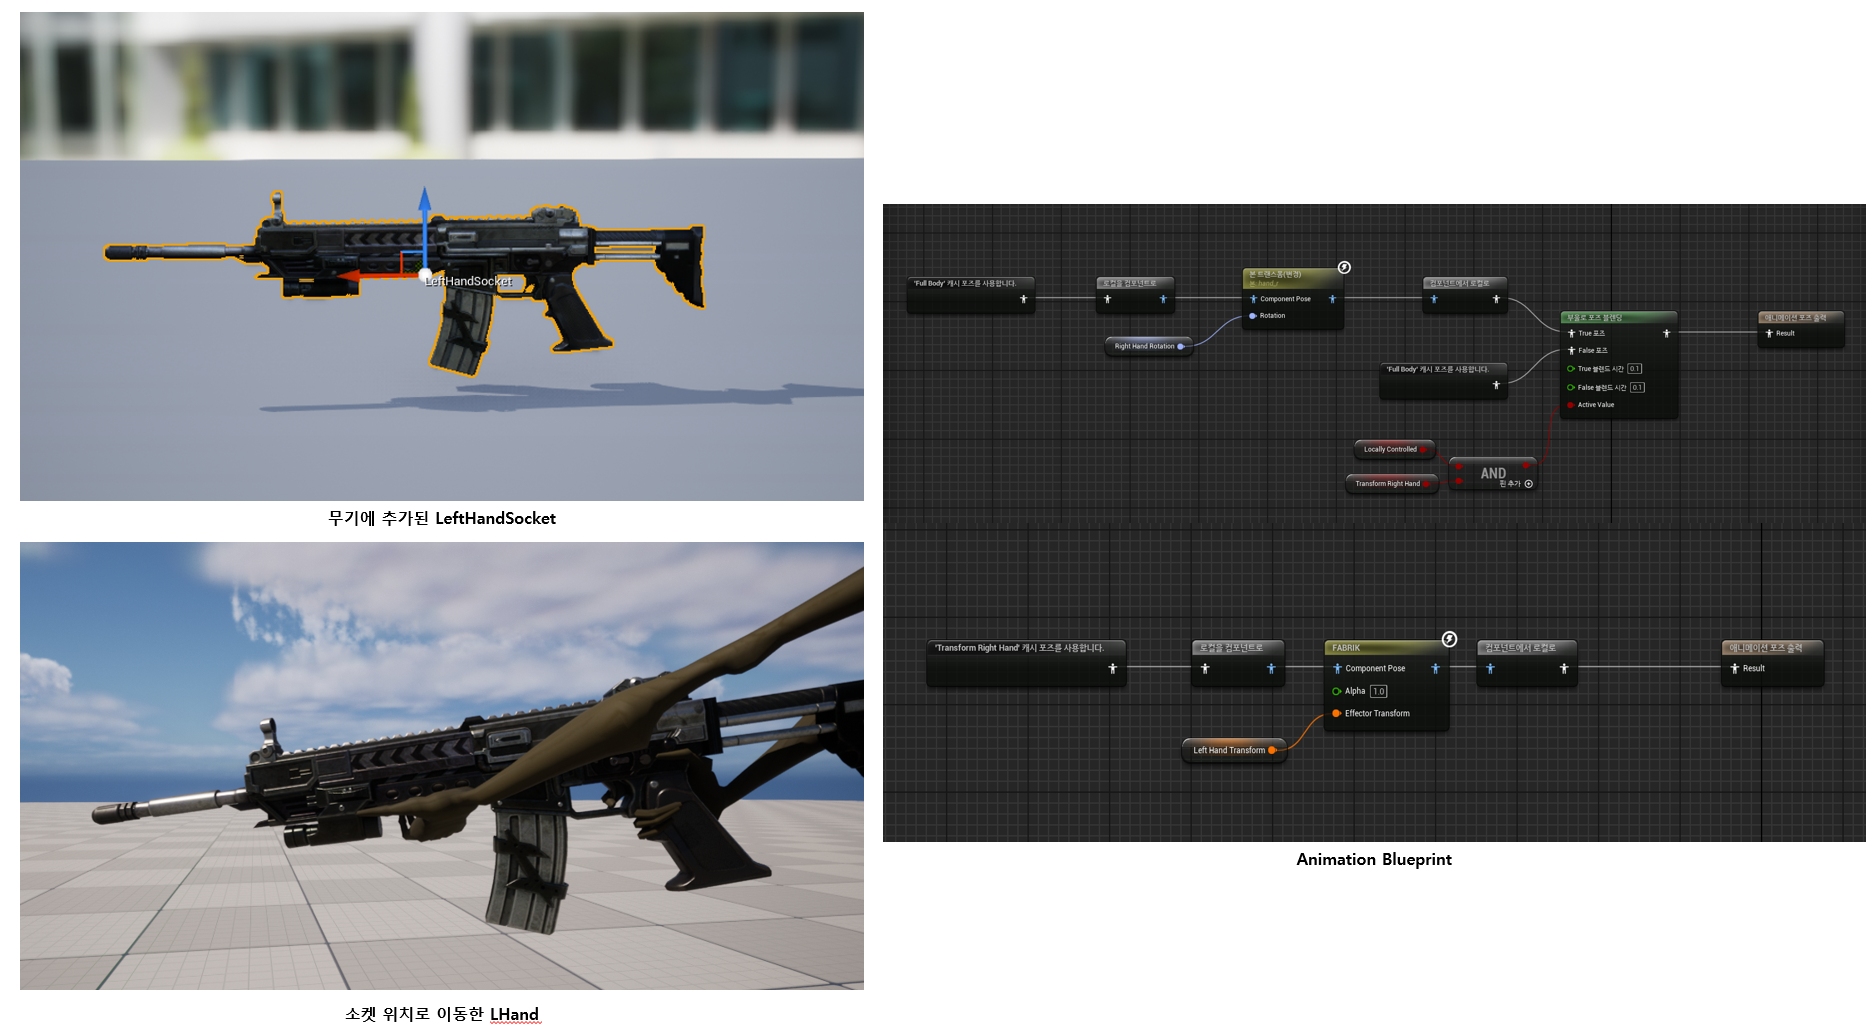 LeftHandSocket
무기에 추가된 LeftHandSocket
소켓 위치로 이동한 LHand
'Full Body' 캐시 포즈를 사용합니다.
로컬을 컴포넌트로
본 트랜스폼(변경)
본: hand_r
Component Pose
Rotation
Right Hand Rotation
컴포넌트에서 로컬로
'Full Body' 캐시 포즈를 사용합니다.
부울로 포즈 블렌딩
True 포즈
False 포즈
True 블렌드 시간 0.1
False 블렌드 시간 0.1
Active Value
애니메이션 포즈 출력
Result
Locally Controlled
Transform Right Hand
AND
핀 추가
'Transform Right Hand' 캐시 포즈를 사용합니다.
로컬을 컴포넌트로
FABRIK
Component Pose
Alpha 1.0
Effector Transform
Left Hand Transform
컴포넌트에서 로컬로
애니메이션 포즈 출력
Result
Animation Blueprint